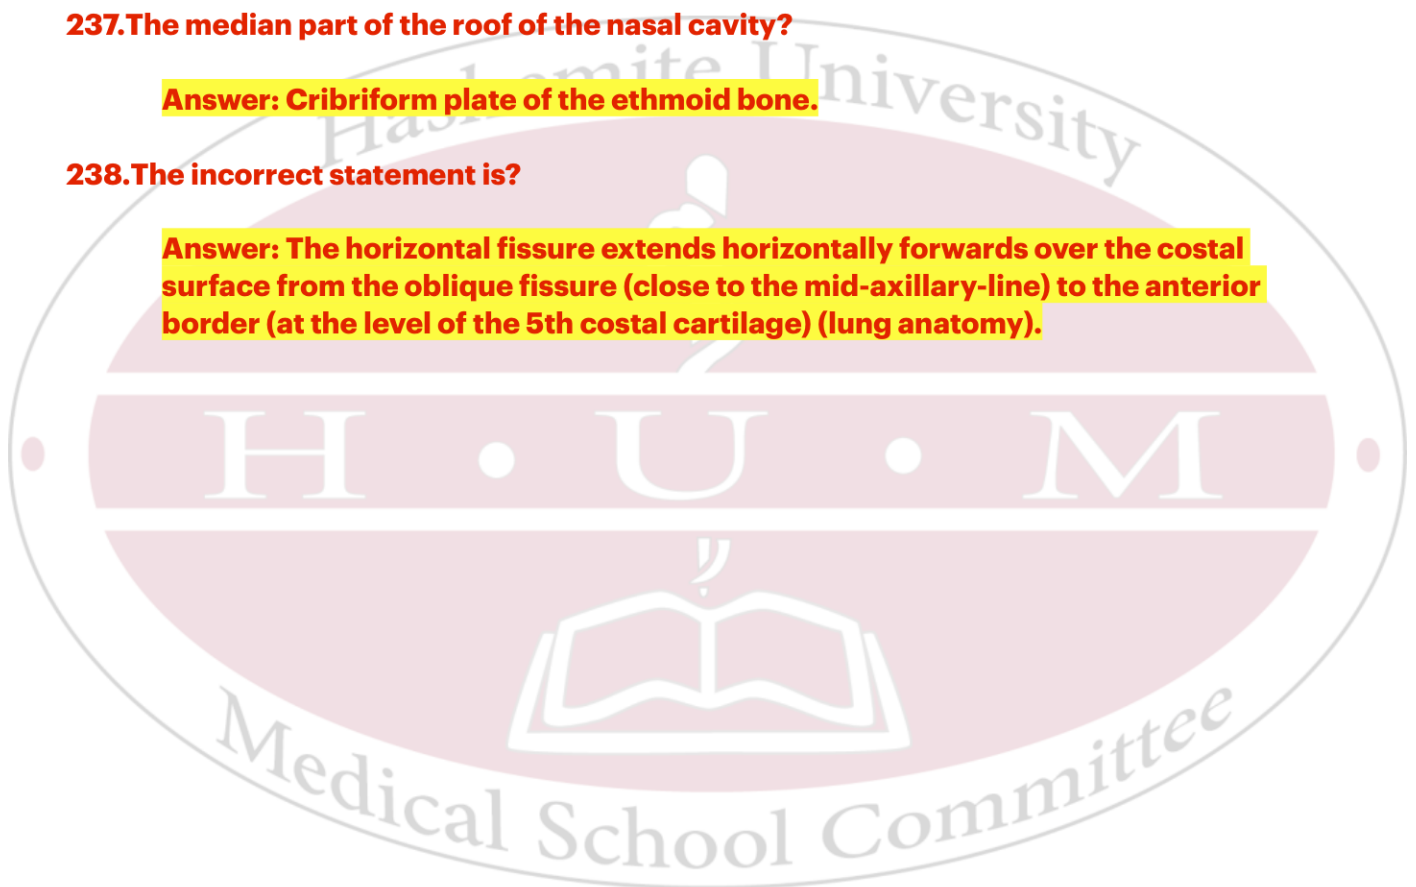 237.The median part of the roof of the nasal cavity?
Hashemite University
Answer: Cribriform plate of the ethmoid bone.
238.The incorrect statement is?
Answer: The horizontal fissure extends horizontally forwards over the costal
surface from the oblique fissure (close to the mid-axillary-line) to the anterior
border (at the level of the 5th costal cartilage) (lung anatomy).
H • U • M
Medical School Committee